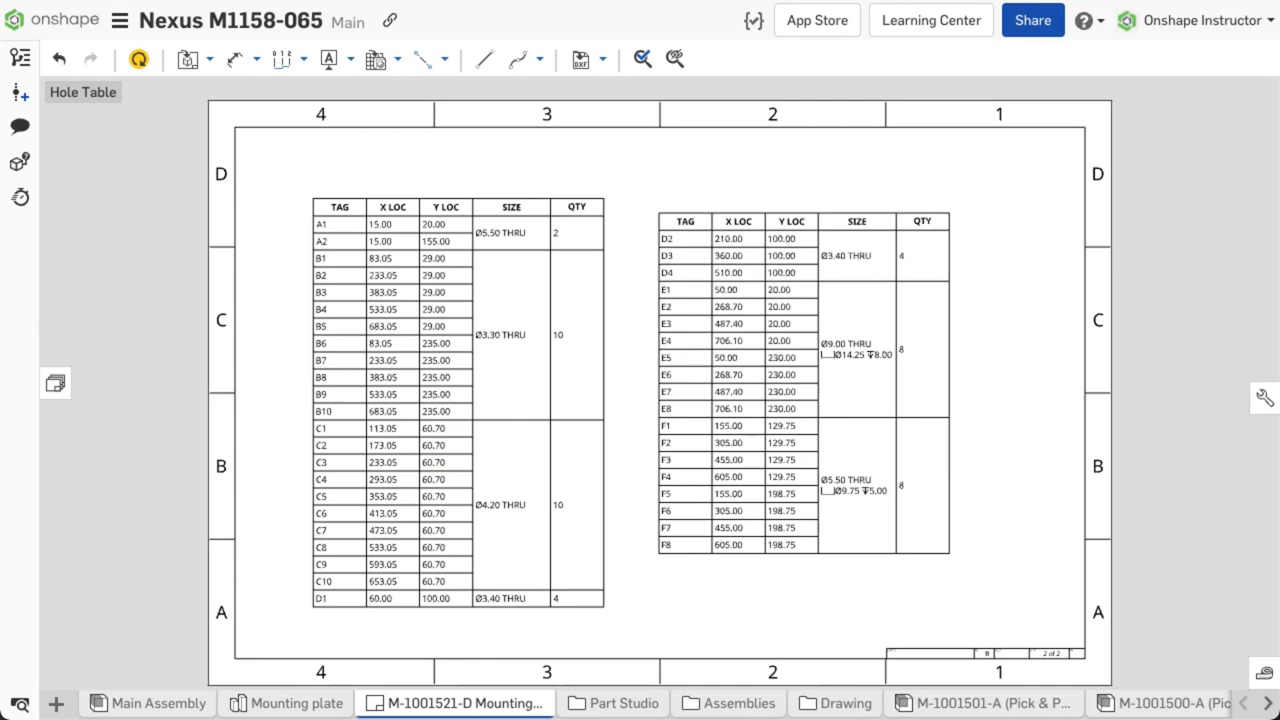 onshape Nexus M1158-065 Main App Store Learning Center Share Onshape Instructor
A DXF
Hole Table
4 3 2 1
D D
C C
B B
A A
TAG X LOC Y LOC SIZE QTY
A1 15.00 20.00 Ø5.50 THRU 2
A2 15.00 155.00
B1 83.05 29.00 Ø3.30 THRU 10
B2 233.05 29.00
B3 383.05 29.00
B4 533.05 29.00
B5 683.05 29.00
B6 83.05 235.00
B7 233.05 235.00
B8 383.05 235.00
B9 533.05 235.00
B10 683.05 235.00
C1 113.05 60.70 Ø4.20 THRU 10
C2 173.05 60.70
C3 233.05 60.70
C4 293.05 60.70
C5 353.05 60.70
C6 413.05 60.70
C7 473.05 60.70
C8 533.05 60.70
C9 593.05 60.70
C10 653.05 60.70
D1 60.00 100.00 Ø3.40 THRU 4
TAG X LOC Y LOC SIZE QTY
D2 210.00 100.00 Ø3.40 THRU 4
D3 360.00 100.00
D4 510.00 100.00
E1 50.00 20.00 Ø9.00 THRU 8
E2 268.70 20.00 ⌴Ø14.25 ↧8.00
E3 487.40 20.00
E4 706.10 20.00
E5 50.00 230.00
E6 268.70 230.00
E7 487.40 230.00
E8 706.10 230.00
F1 155.00 129.75 Ø5.50 THRU 8
F2 305.00 129.75 ⌴Ø9.75 ↧5.00
F3 455.00 129.75
F4 605.00 129.75
F5 155.00 198.75
F6 305.00 198.75
F7 455.00 198.75
F8 605.00 198.75
B 2 of 2
4 3 2 1
Main Assembly Mounting plate M-1001521-D Mounting... Part Studio Assemblies Drawing M-1001501-A (Pick & P... M-1001500-A (Pic